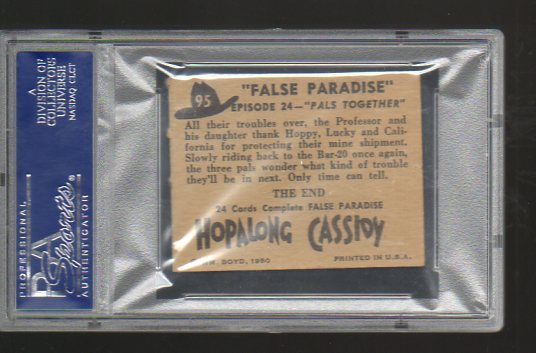 A
DIVISION OF
COLLECTORS
UNIVERSE
NASDAQ CLCT
PROFESSIONAL
PSA
Sports®
AUTHENTICATOR
95
"FALSE PARADISE"
EPISODE 24—"PALS TOGETHER"
All their troubles over, the Professor and
his daughter thank Hoppy, Lucky and Cali-
fornia for protecting their mine shipment.
Slowly riding back to the Bar-20 once again,
the three pals wonder what kind of trouble
they'll be in next. Only time can tell.
THE END
24 Cards Complete FALSE PARADISE
HOPALONG CASSIDY
BOYD, 1950
PRINTED IN U.S.A.